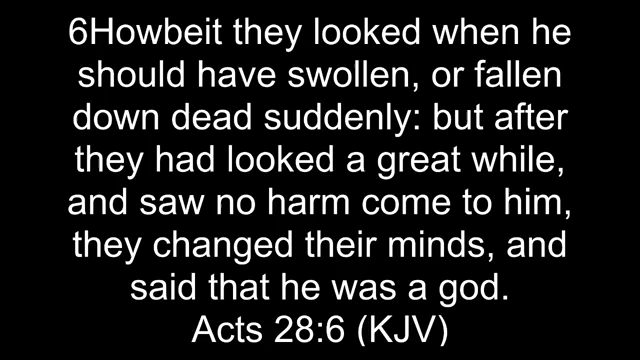 6Howbeit they looked when he
should have swollen, or fallen
down dead suddenly: but after
they had looked a great while,
and saw no harm come to him,
they changed their minds, and
said that he was a god.
Acts 28:6 (KJV)